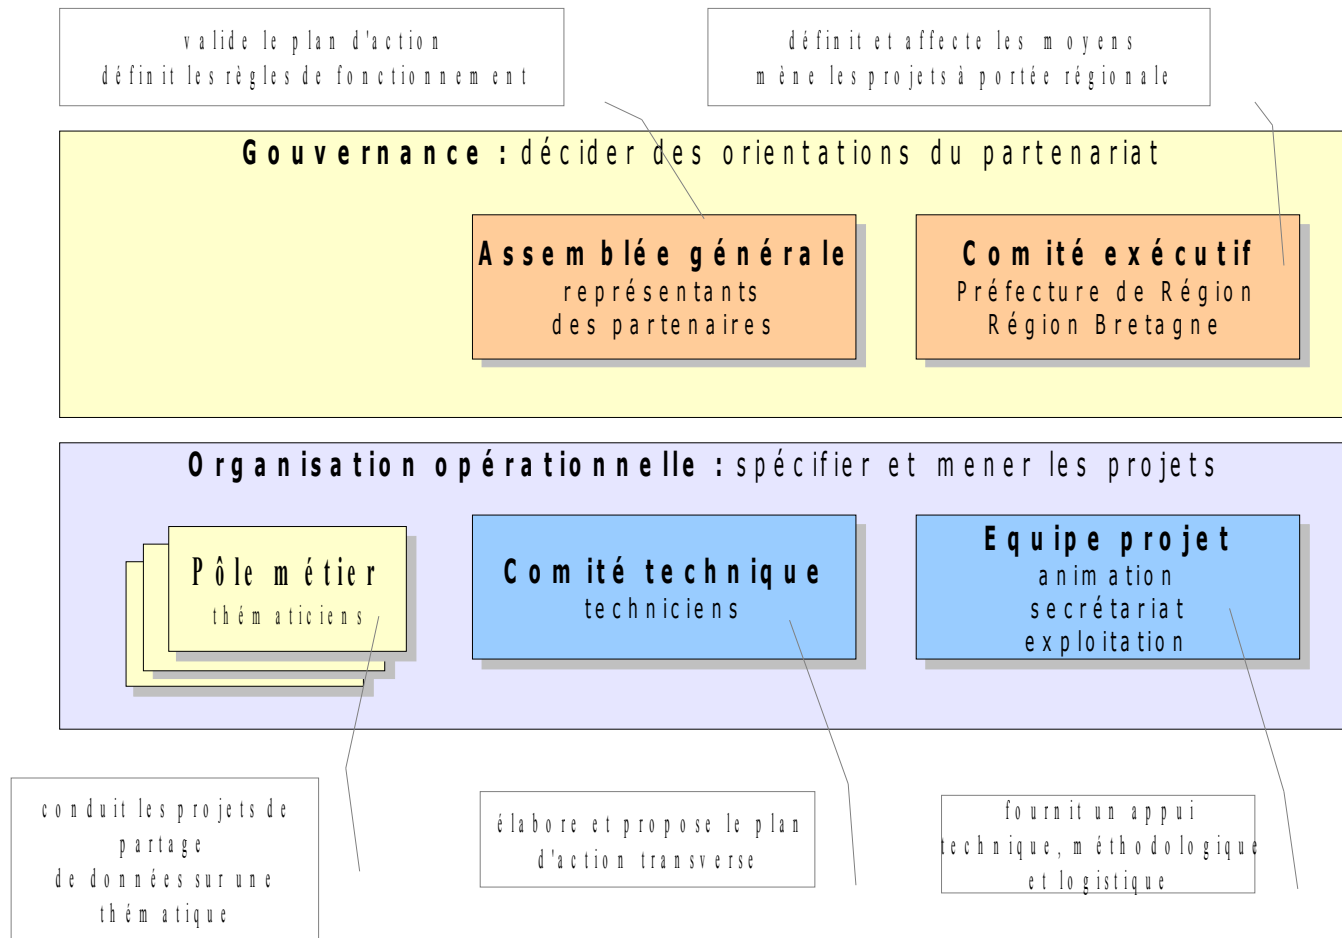 valide le plan d'action
définit les règles de fonctionnement
définit et affecte les moyens
mène les projets à portée régionale
Gouvernance : décider des orientations du partenariat
Assemblée générale
représentants
des partenaires
Comité exécutif
Préfecture de Région
Région Bretagne
Organisation opérationnelle : spécifier et mener les projets
Pôle métier
thématiciens
Comité technique
techniciens
Equipe projet
animation
secrétariat
exploitation
conduit les projets de
partage
de données sur une
thématique
élabore et propose le plan
d'action transverse
fournit un appui
technique, méthodologique
et logistique